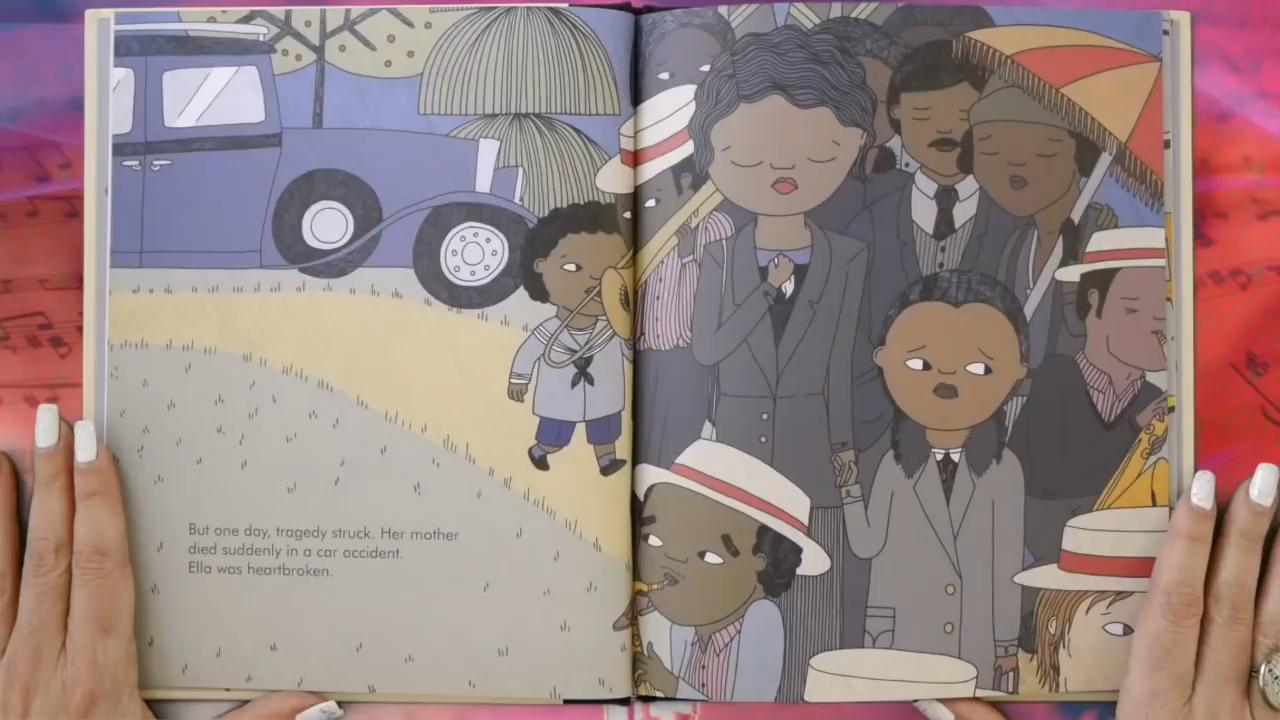 But one day, tragedy struck. Her mother
died suddenly in a car accident.
Ella was heartbroken.